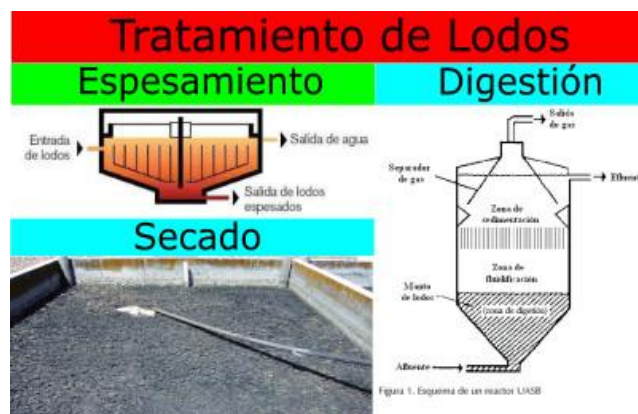 Tratamiento de Lodos
Espesamiento
Entrada
de lodos
Salida de agua
Salida de lodos
espesados
Secado
Digestión
Salida
de gas
Separador
de gas
Efluente
Zona de
sedimentación
Zona de
fluidificación
Manto
de lodos
(zona de digestión)
Afluente
Figura 1. Esquema de un reactor UASB